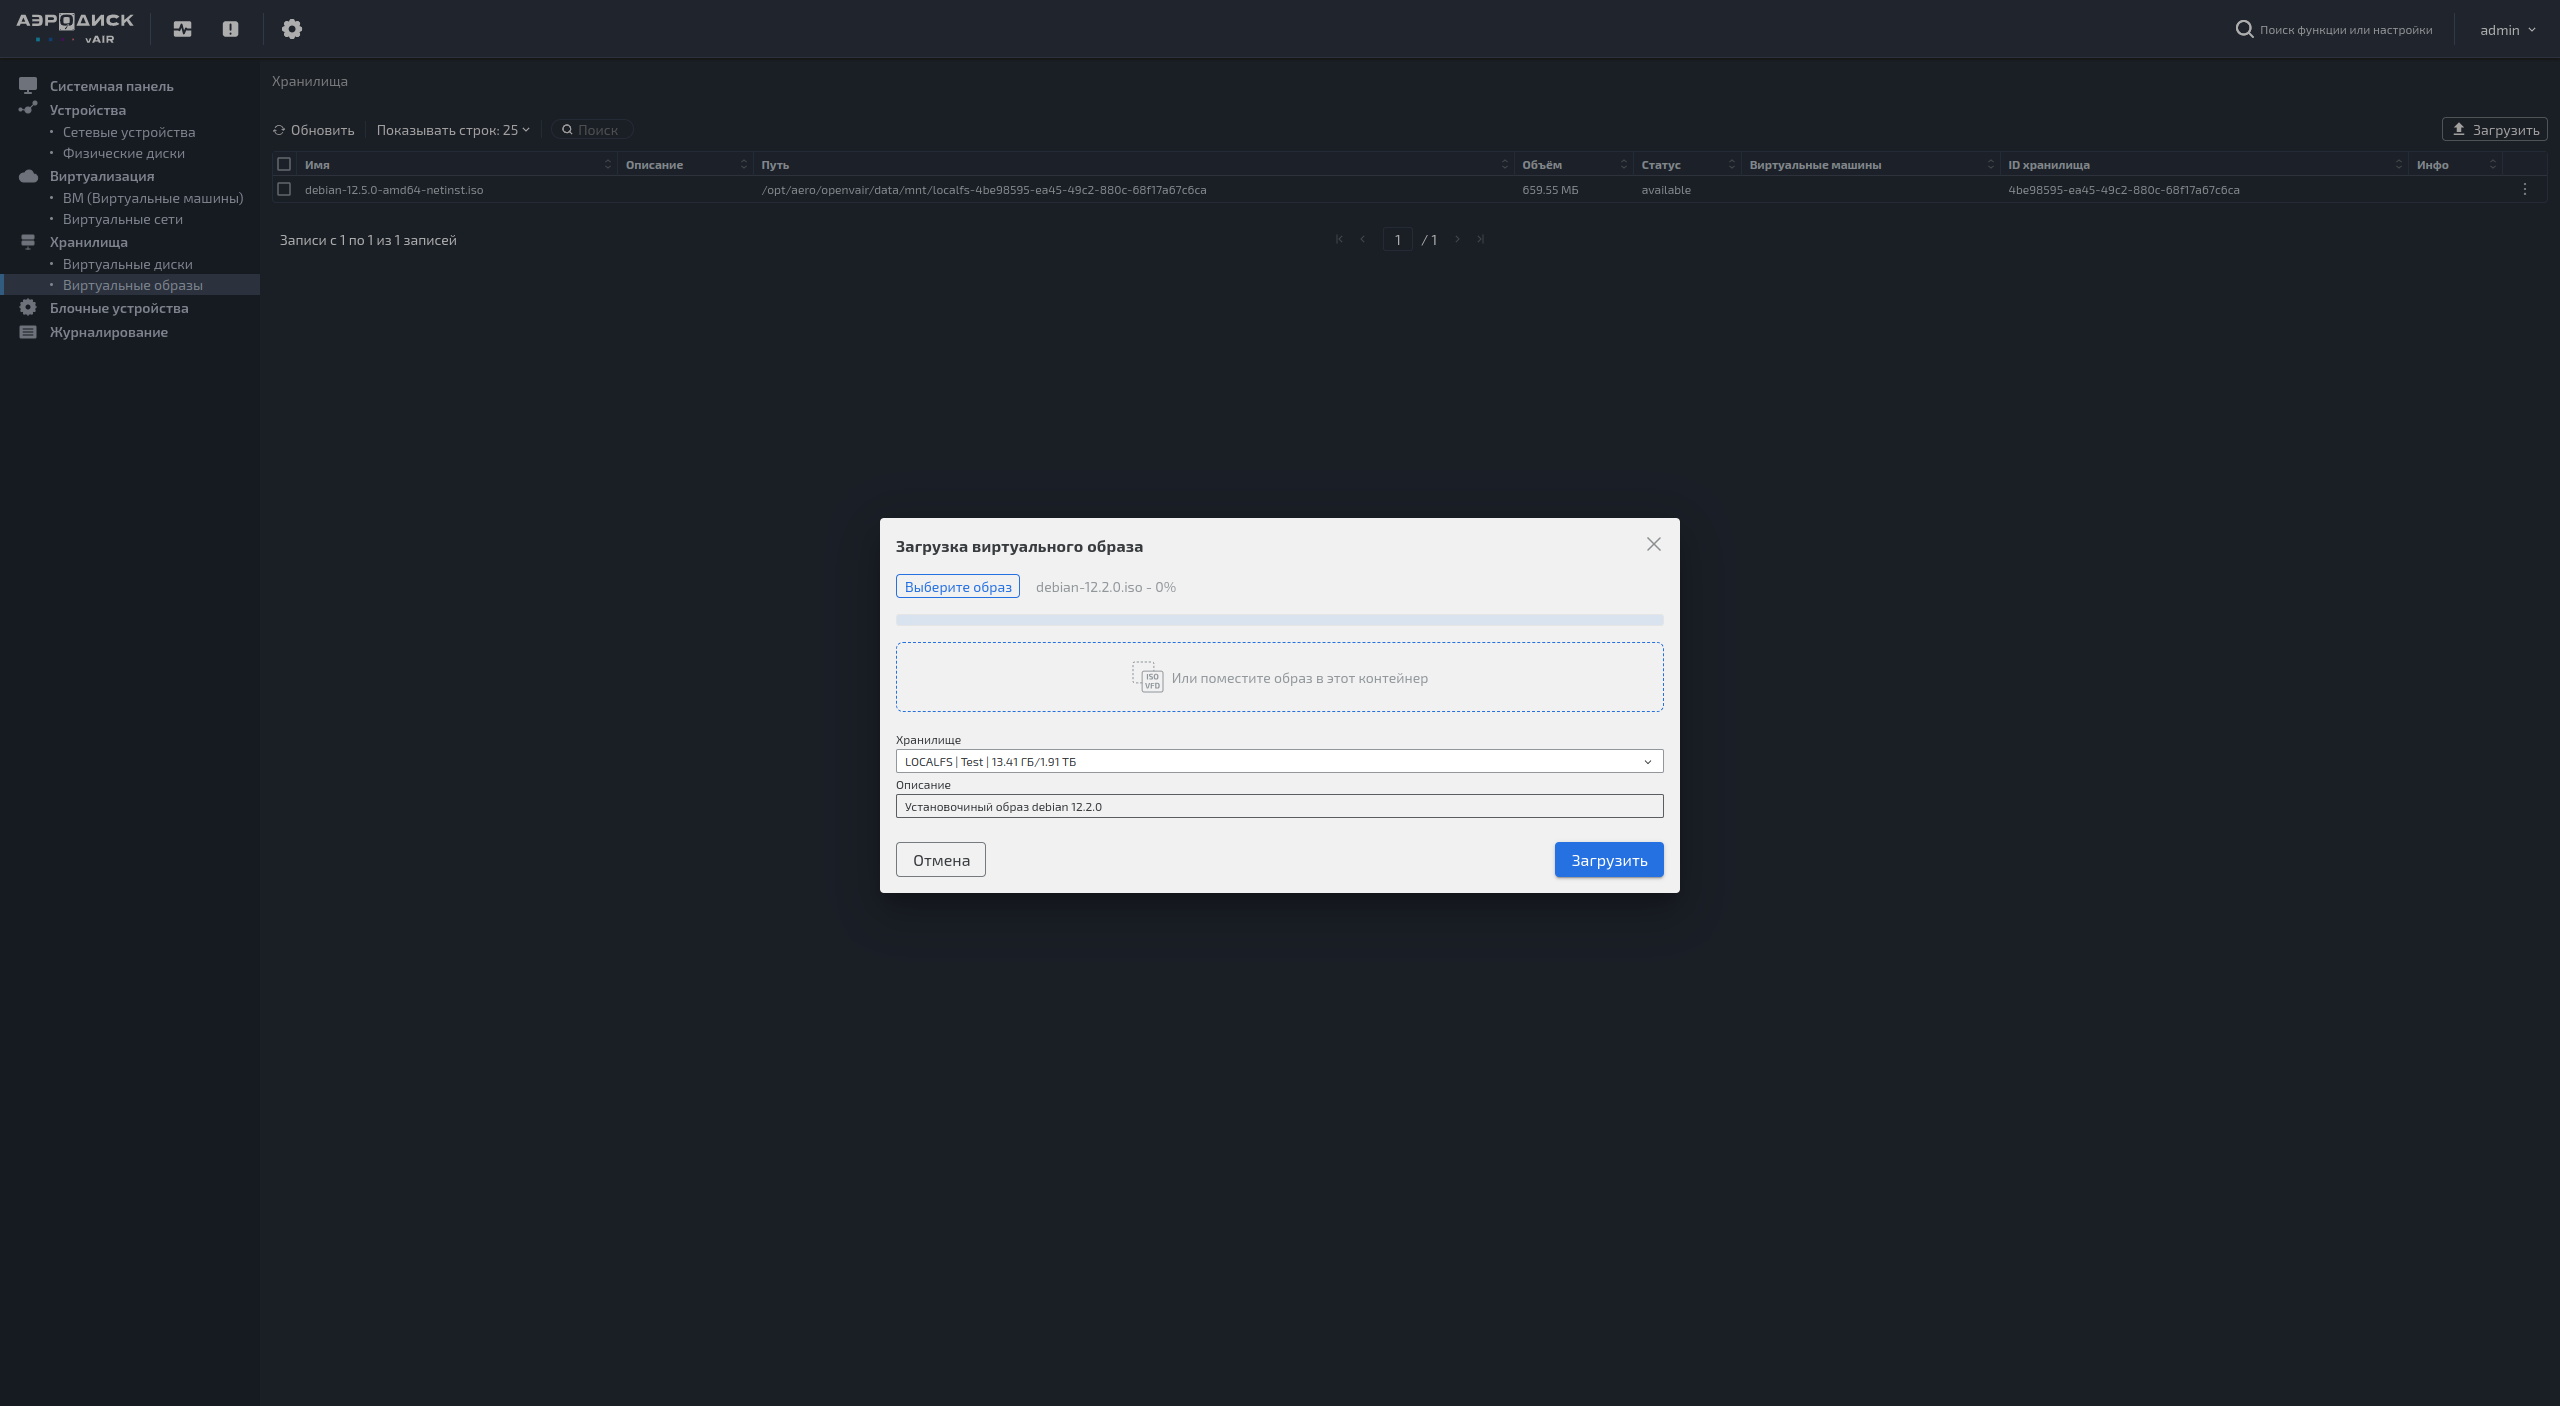 АЭРОДИСК
vAIR
Поиск функции или настройки
admin
Системная панель
Устройства
Сетевые устройства
Физические диски
Виртуализация
ВМ (Виртуальные машины)
Виртуальные сети
Хранилища
Виртуальные диски
Виртуальные образы
Блочные устройства
Журналирование
Хранилища
Обновить
Показывать строк: 25
Поиск
Загрузить
Имя Описание Путь Объём Статус Виртуальные машины ID хранилища Инфо
debian-12.5.0-amd64-netinst.iso /opt/aero/openvair/data/mnt/localfs-4be98595-ea45-49c2-880c-68f17a67c6ca 659.55 МБ available 4be98595-ea45-49c2-880c-68f17a67c6ca
Записи с 1 по 1 из 1 записей
1 / 1
Загрузка виртуального образа
Выберите образ debian-12.2.0.iso - 0%
ISO
VFD
Или поместите образ в этот контейнер
Хранилище
LOCALFS | Test | 13.41 ГБ/1.91 ТБ
Описание
Установочиный образ debian 12.2.0
Отмена
Загрузить